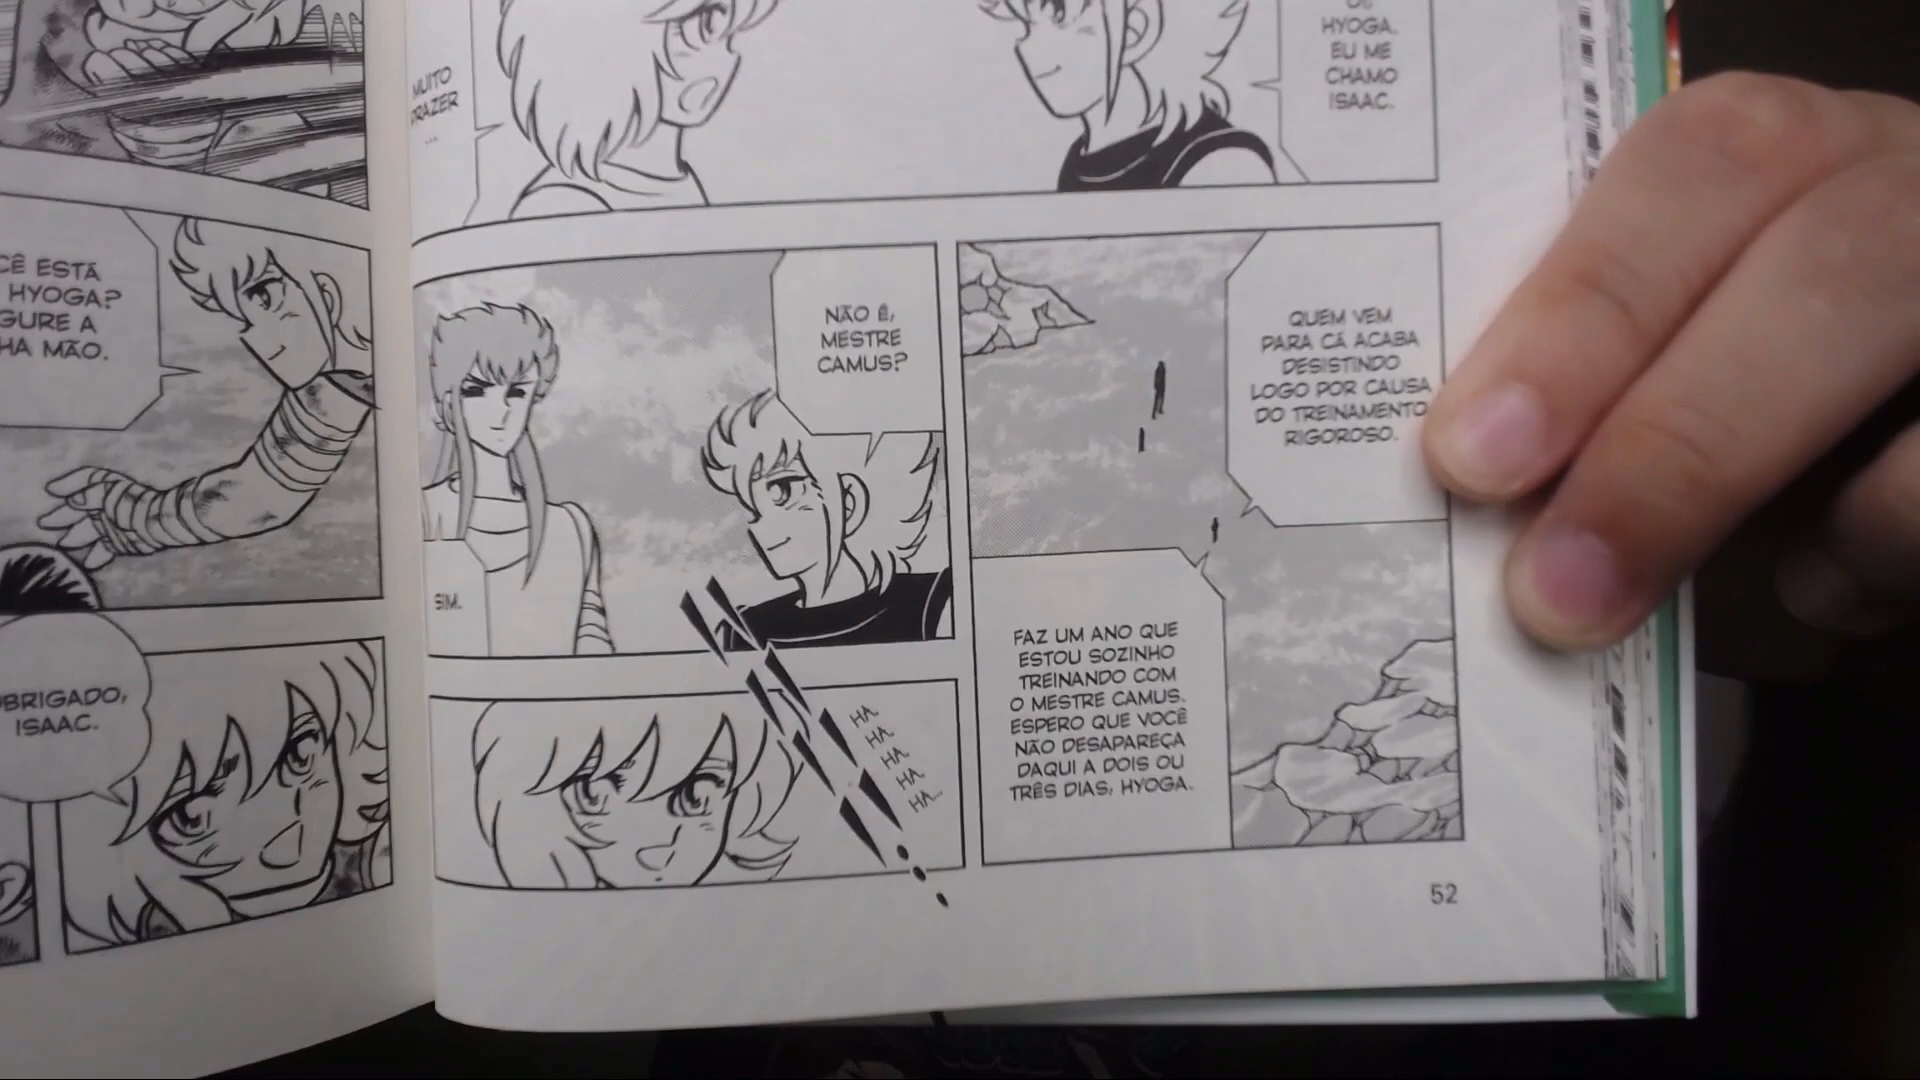 HYOGA.
EU ME
CHAMO
ISAAC.
MUITO
PRAZER
...
QUEM VEM
PARA CÁ ACABA
DESISTINDO
LOGO POR CAUSA
DO TREINAMENTO
RIGOROSO.
FAZ UM ANO QUE
ESTOU SOZINHO
TREINANDO COM
O MESTRE CAMUS.
ESPERO QUE VOCÊ
NÃO DESAPAREÇA
DAQUI A DOIS OU
TRÊS DIAS, HYOGA.
NÃO É,
MESTRE
CAMUS?
SIM.
HA
HA
HA
HA
HA...
52
CÊ ESTÁ
HYOGA?
GURE A
HA MÃO.
OBRIGADO,
ISAAC.